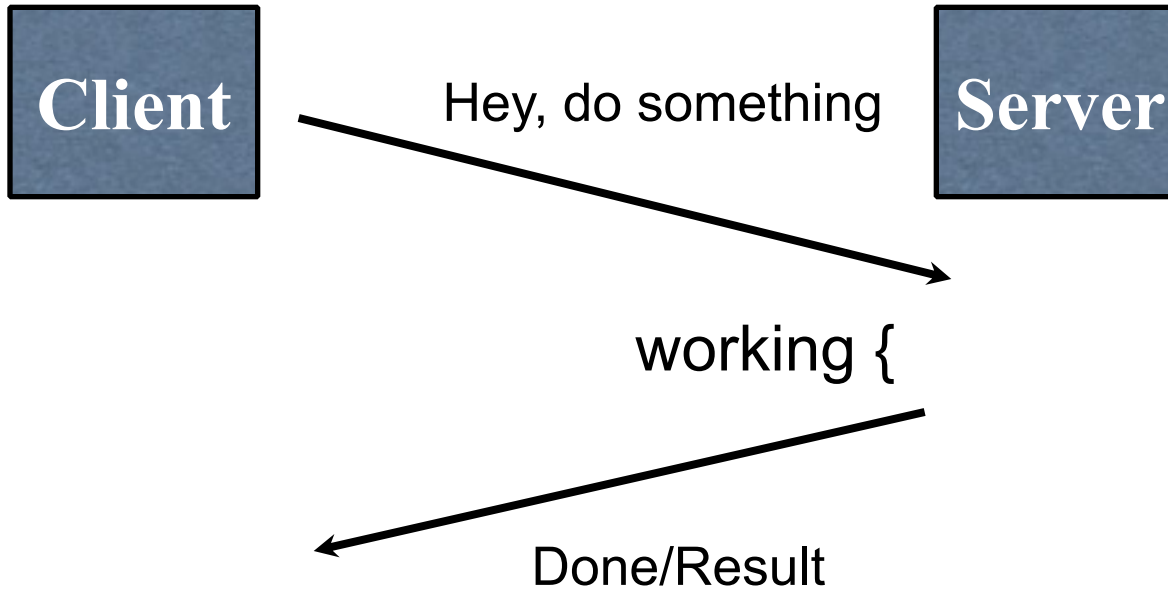 Client
Hey, do something
Server
working {
Done/Result